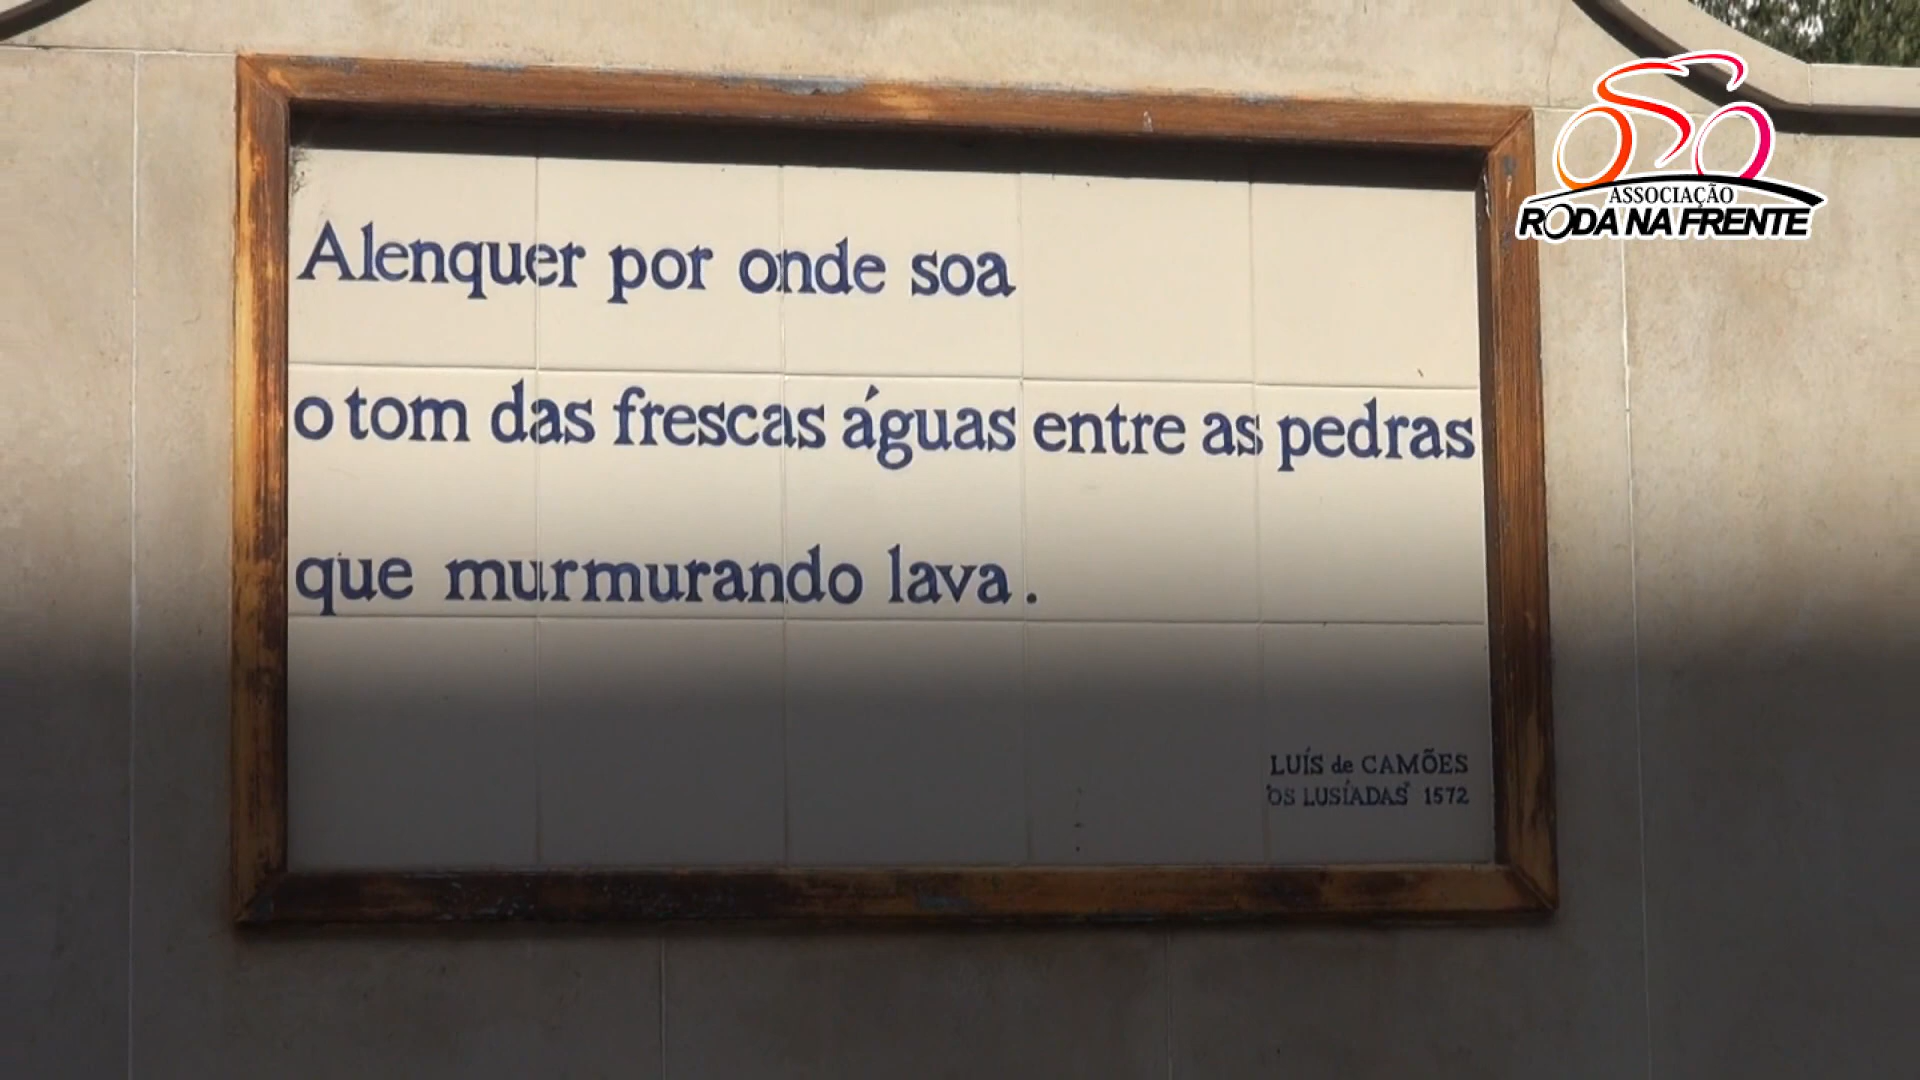 Alenquer por onde soa
o tom das frescas águas entre as pedras
que murmurando lava.
LUÍS de CAMÕES
"OS LUSÍADAS" 1572
ASSOCIAÇÃO
RODA NA FRENTE